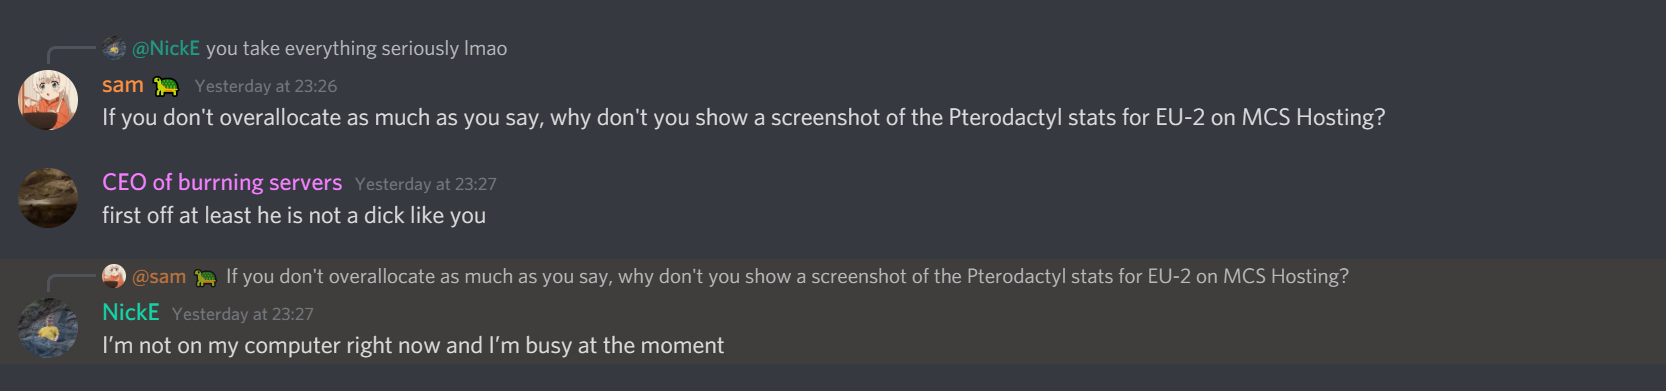 @NickE you take everything seriously lmao
sam 🐢 Yesterday at 23:26
If you don't overallocate as much as you say, why don't you show a screenshot of the Pterodactyl stats for EU-2 on MCS Hosting?
CEO of burrning servers Yesterday at 23:27
first off at least he is not a dick like you
@sam 🐢 If you don't overallocate as much as you say, why don't you show a screenshot of the Pterodactyl stats for EU-2 on MCS Hosting?
NickE Yesterday at 23:27
I’m not on my computer right now and I’m busy at the moment